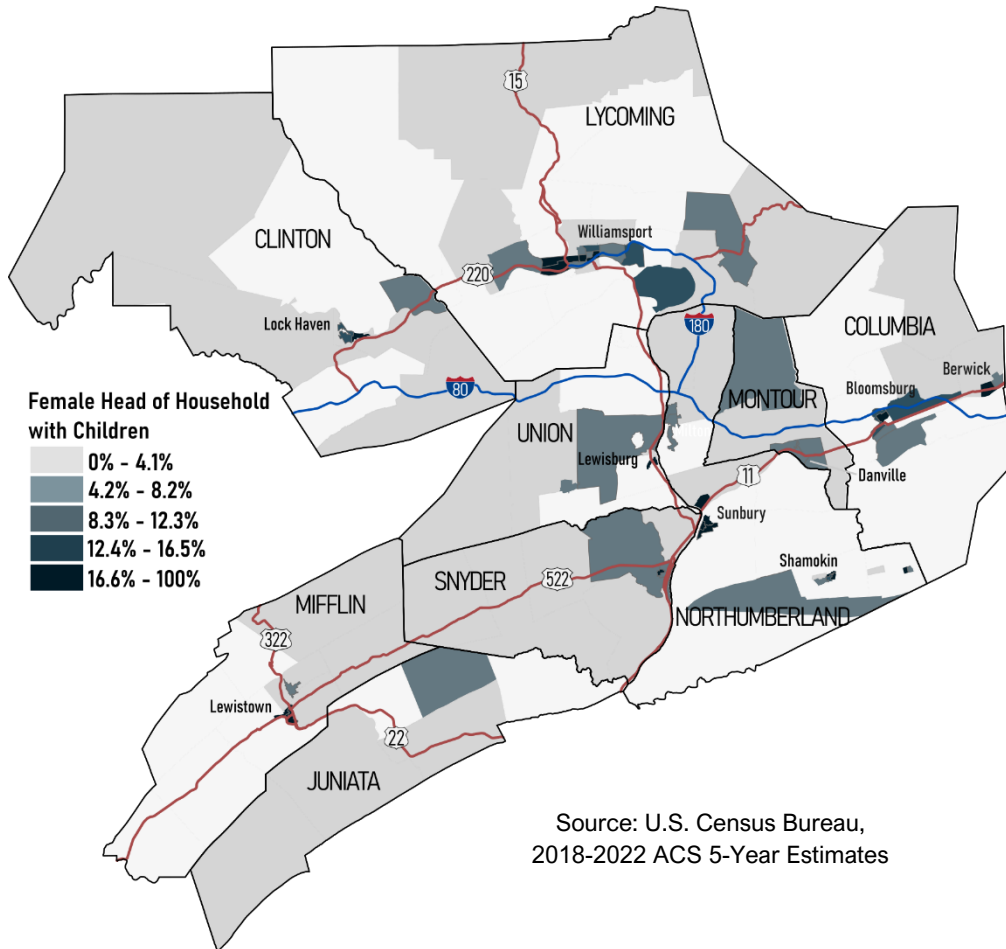 15
LYCOMING
Williamsport
CLINTON
220
Lock Haven
180
COLUMBIA
80
Berwick
Bloomsburg
MONTOUR
UNION
Lewisburg
11
Danville
Sunbury
Shamokin
SNYDER
522
NORTHUMBERLAND
MIFFLIN
322
Lewistown
22
JUNIATA
Female Head of Household
with Children
0% - 4.1%
4.2% - 8.2%
8.3% - 12.3%
12.4% - 16.5%
16.6% - 100%
Source: U.S. Census Bureau,
2018-2022 ACS 5-Year Estimates